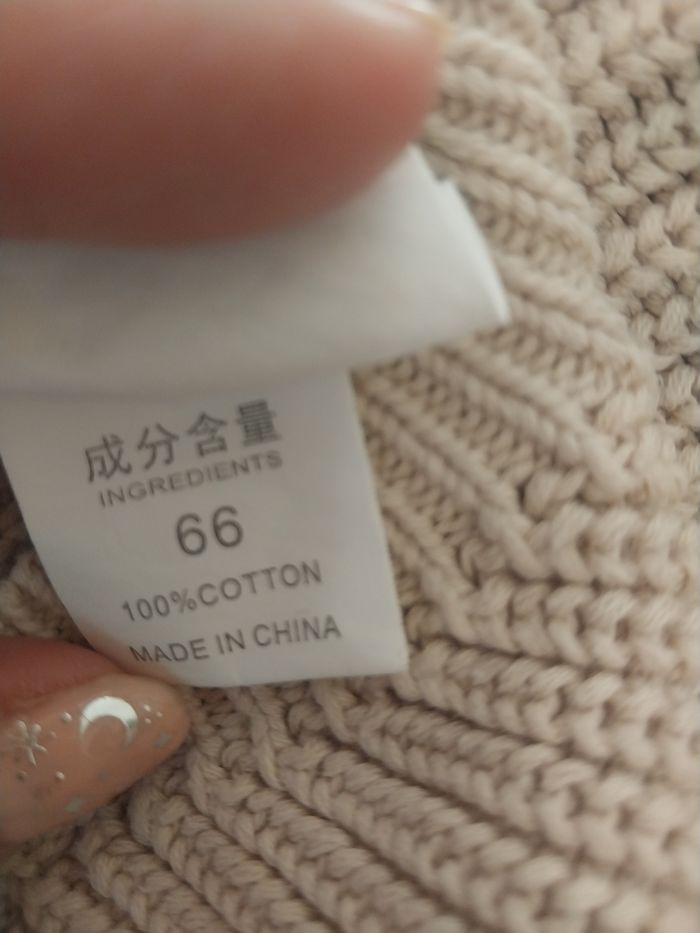 成分含量
INGREDIENTS
66
100%COTTON
MADE IN CHINA